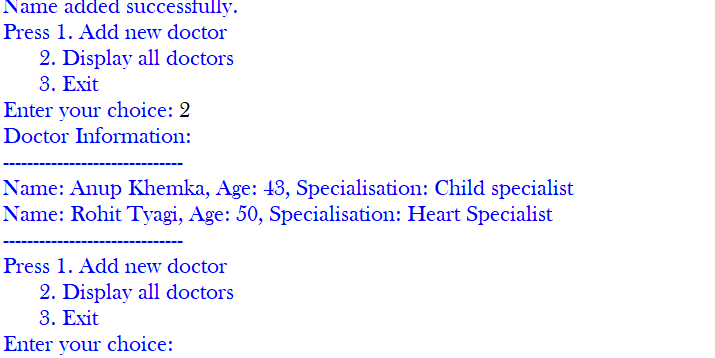 Name added successfully.
Press 1. Add new doctor
2. Display all doctors
3. Exit
Enter your choice: 2
Doctor Information:
------------------------------
Name: Anup Khemka, Age: 43, Specialisation: Child specialist
Name: Rohit Tyagi, Age: 50, Specialisation: Heart Specialist
------------------------------
Press 1. Add new doctor
2. Display all doctors
3. Exit
Enter your choice: